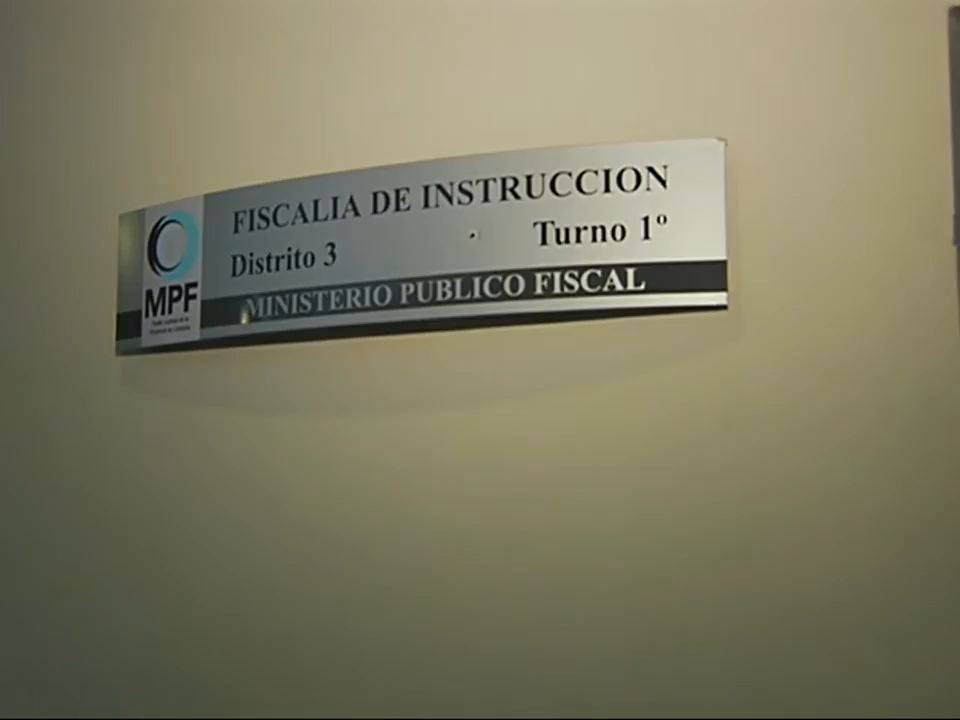 FISCALIA DE INSTRUCCION
Distrito 3 Turno 1º
MPF
MINISTERIO PUBLICO FISCAL